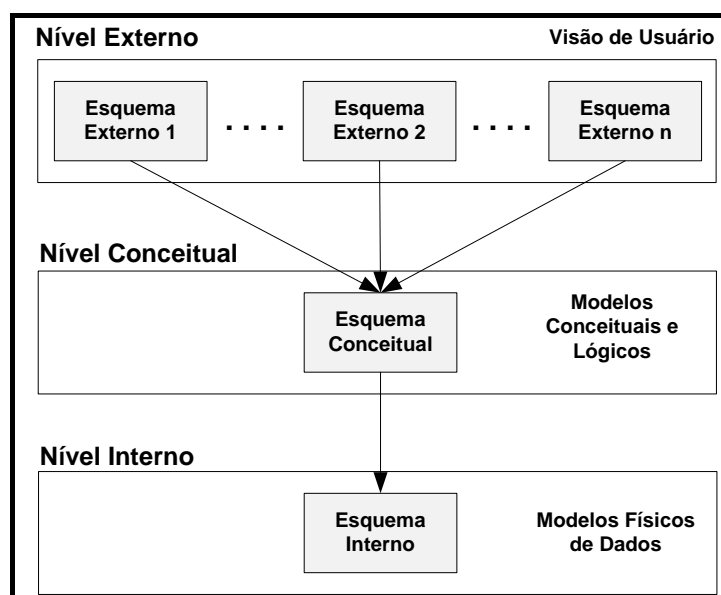 Nível Externo
Visão de Usuário
Esquema
Externo 1
. . . .
Esquema
Externo 2
. . . .
Esquema
Externo n
Nível Conceitual
Esquema
Conceitual
Modelos
Conceituais e
Lógicos
Nível Interno
Esquema
Interno
Modelos Físicos
de Dados